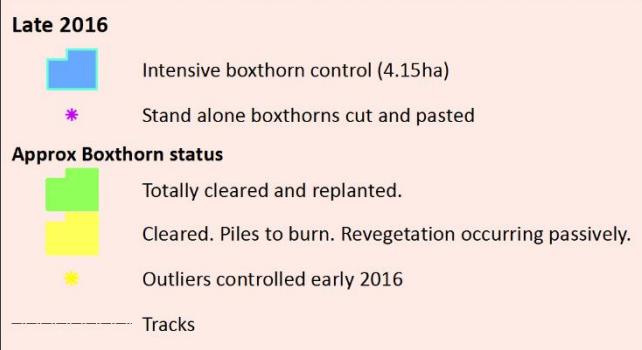 Late 2016
Intensive boxthorn control (4.15ha)
Stand alone boxthorns cut and pasted
Approx Boxthorn status
Totally cleared and replanted.
Cleared. Piles to burn. Revegetation occurring passively.
Outliers controlled early 2016
Tracks